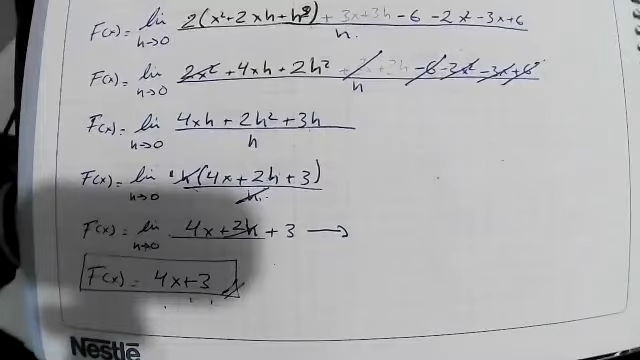 F(x)= lim h→0 2(x²+2xh+h²) + 3x+3h - 6 - 2x² - 3x + 6 / h
F(x)= lim h→0 2x² + 4xh + 2h² + 3h - 6 - 3x² - 3x + 6 / h
F(x)= lim h→0 4xh + 2h² + 3h / h
F(x)= lim h→0 h(4x + 2h + 3) / h
F(x)= lim h→0 4x + 2h + 3 →
F(x) = 4x+3
Nestlé